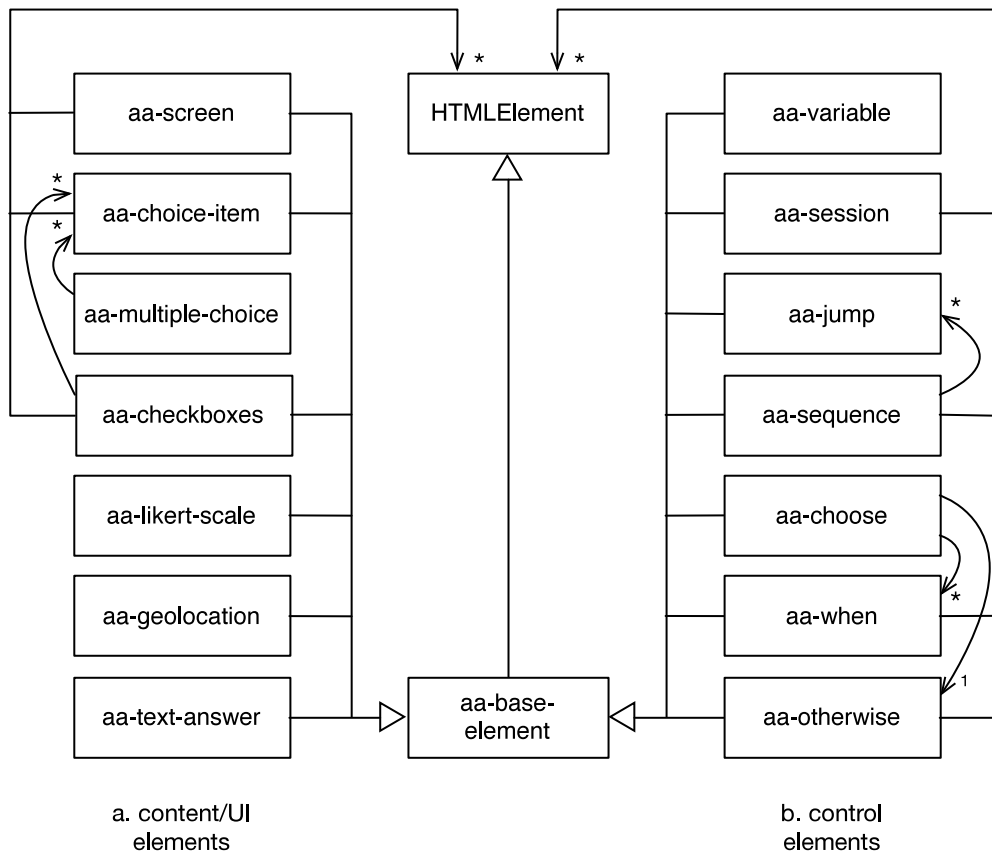 *
*
aa-screen
HTMLElement
aa-variable
*
aa-choice-item
aa-session
*
aa-multiple-choice
aa-jump
*
aa-checkboxes
aa-sequence
aa-likert-scale
aa-choose
aa-geolocation
aa-when
*
aa-text-answer
aa-base-
element
aa-otherwise
1
a. content/UI
elements
b. control
elements